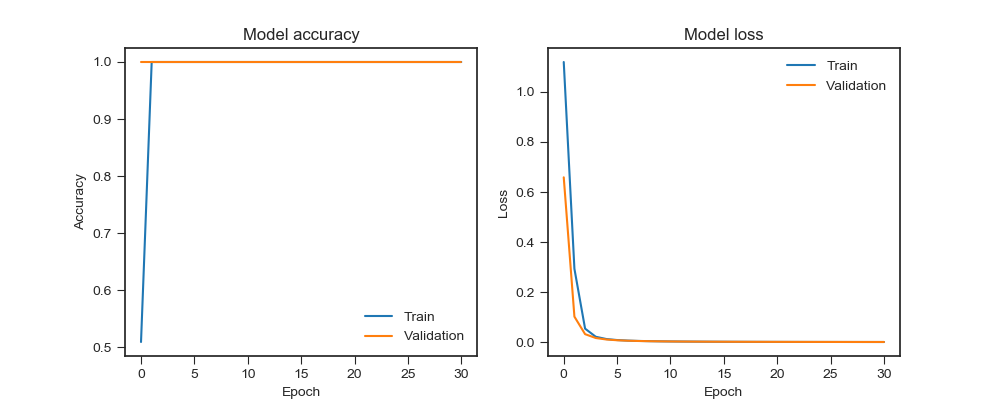 Model accuracy
Accuracy
1.0
0.9
0.8
0.7
0.6
0.5
0 5 10 15 20 25 30
Epoch
Train
Validation
Model loss
Loss
1.0
0.8
0.6
0.4
0.2
0.0
0 5 10 15 20 25 30
Epoch
Train
Validation